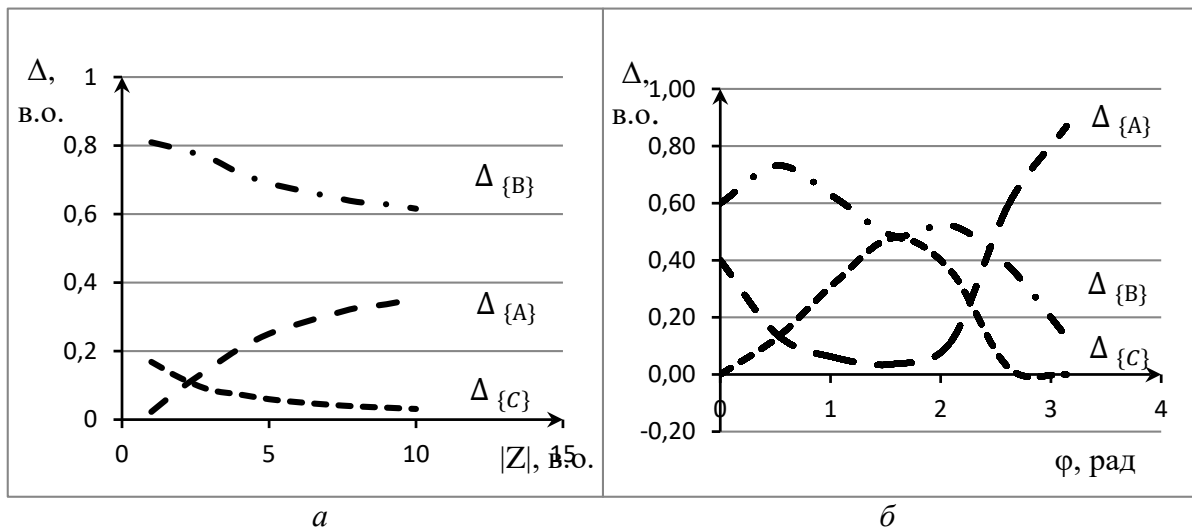 Δ,
в.о.
1
0,8
0,6
0,4
0,2
0
0
5
10
15
|Z|, в.о.
Δ {B}
Δ {A}
Δ {C}
а
Δ,
в.о.
1,00
0,80
0,60
0,40
0,20
0,00
-0,20
0
1
2
3
4
φ, рад
Δ {A}
Δ {B}
Δ {C}
б